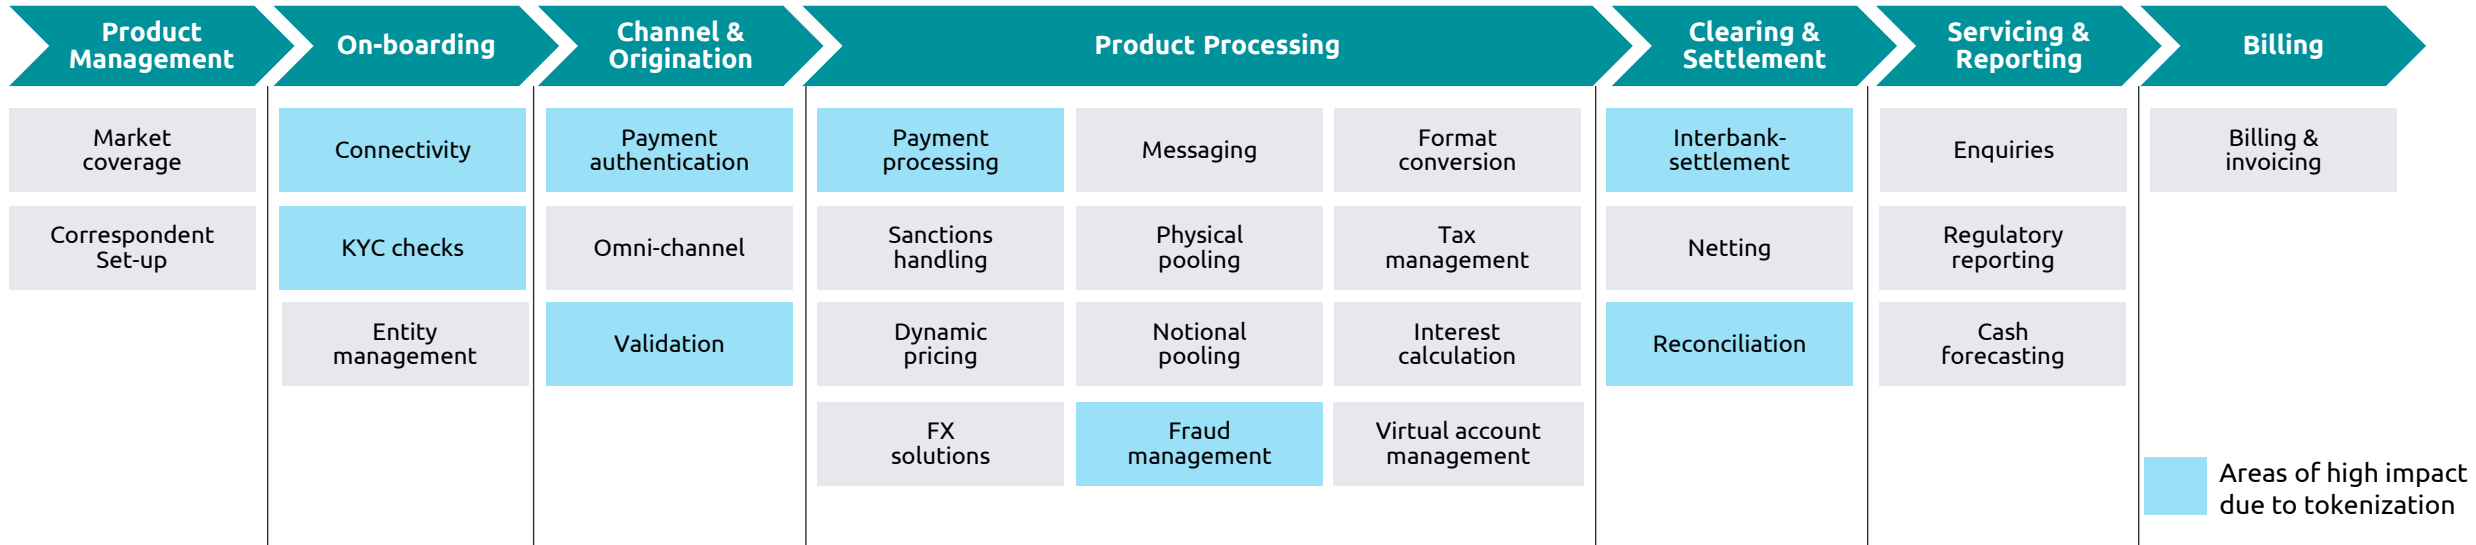 Product
Management
On-boarding
Channel &
Origination
Product Processing
Clearing &
Settlement
Servicing &
Reporting
Billing
Market
coverage
Correspondent
Set-up
Connectivity
KYC checks
Entity
management
Payment
authentication
Omni-channel
Validation
Payment
processing
Messaging
Format
conversion
Sanctions
handling
Physical
pooling
Tax
management
Dynamic
pricing
Notional
pooling
Interest
calculation
FX
solutions
Fraud
management
Virtual account
management
Interbank-
settlement
Netting
Reconciliation
Enquiries
Regulatory
reporting
Cash
forecasting
Billing &
invoicing
Areas of high impact
due to tokenization